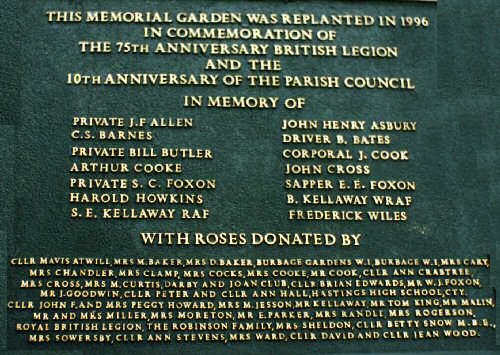 THIS MEMORIAL GARDEN WAS REPLANTED IN 1996
IN COMMEMORATION OF
THE 75TH ANNIVERSARY BRITISH LEGION
AND THE
10TH ANNIVERSARY OF THE PARISH COUNCIL
IN MEMORY OF
PRIVATE J.F ALLEN
C.S. BARNES
PRIVATE BILL BUTLER
ARTHUR COOKE
PRIVATE S. C. FOXON
HAROLD HOWKINS
S. E. KELLAWAY RAF
JOHN HENRY ASBURY
DRIVER B. BATES
CORPORAL J. COOK
JOHN CROSS
SAPPER E. E. FOXON
B. KELLAWAY WRAF
FREDERICK WILES
WITH ROSES DONATED BY
CLLR MAVIS ATWILL, MRS M. BAKER, MRS D. BAKER, BURBAGE GARDENS W.I, BURBAGE W.I, MRS CARY,
MRS CHANDLER, MRS CLAMP, MRS COCKS, MRS COOKE, MR COOK, CLLR ANN CRABTREE,
MRS CROSS, MRS M. CURTIS, DARBY AND JOAN CLUB, CLLR BRIAN EDWARDS, MR W.J. FOXON,
MR J.GOODWIN, CLLR PETER AND CLLR ANN HALL, HASTINGS HIGH SCHOOL, CTY.
CLLR JOHN F. AND MRS PEGGY HOWARD, MRS M. JESSON, MR KELLAWAY, MR TOM KING, MR MALIN,
MR AND MRS MILLER, MRS MORETON, MR E. PARKER, MRS RANDLE, MRS ROGERSON,
ROYAL BRITISH LEGION, THE ROBINSON FAMILY, MRS SHELDON, CLLR BETTY SNOW M.B.E.,
MRS SOWERSBY, CLLR ANN STEVENS, MRS WARD, CLLR DAVID AND CLLR JEAN WOOD.